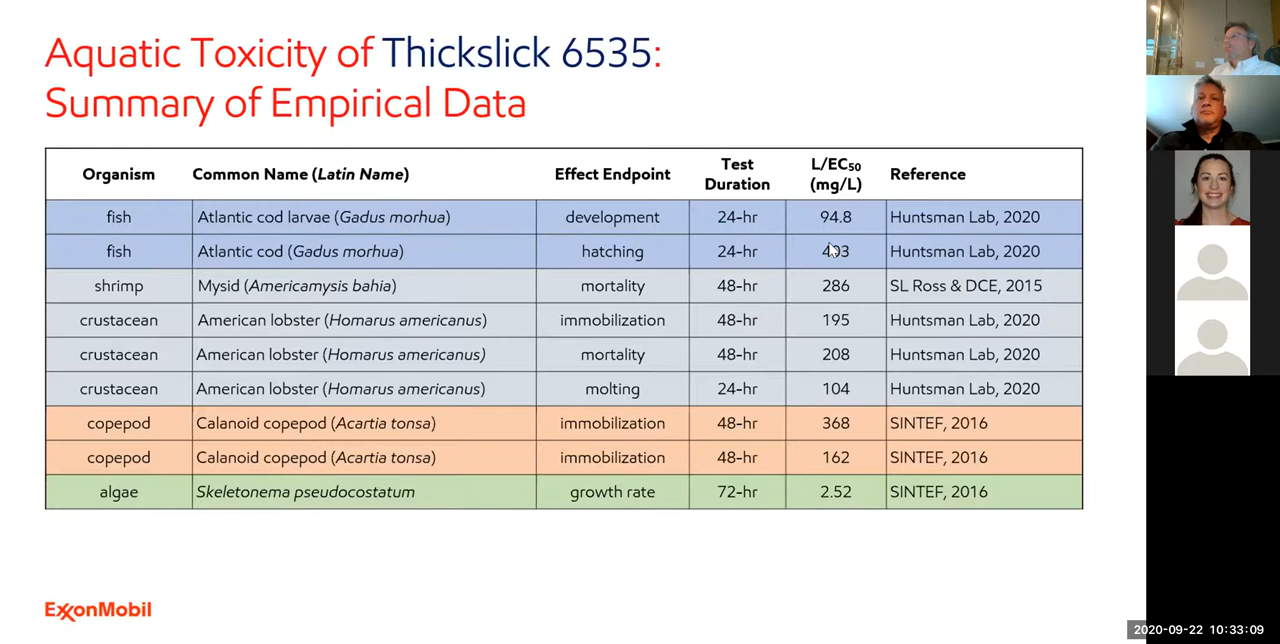 Aquatic Toxicity of Thickslick 6535:
Summary of Empirical Data
Organism Common Name (Latin Name) Effect Endpoint Test Duration L/EC₅₀ (mg/L) Reference
fish Atlantic cod larvae (Gadus morhua) development 24-hr 94.8 Huntsman Lab, 2020
fish Atlantic cod (Gadus morhua) hatching 24-hr 403 Huntsman Lab, 2020
shrimp Mysid (Americamysis bahia) mortality 48-hr 286 SL Ross & DCE, 2015
crustacean American lobster (Homarus americanus) immobilization 48-hr 195 Huntsman Lab, 2020
crustacean American lobster (Homarus americanus) mortality 48-hr 208 Huntsman Lab, 2020
crustacean American lobster (Homarus americanus) molting 24-hr 104 Huntsman Lab, 2020
copepod Calanoid copepod (Acartia tonsa) immobilization 48-hr 368 SINTEF, 2016
copepod Calanoid copepod (Acartia tonsa) immobilization 48-hr 162 SINTEF, 2016
algae Skeletonema pseudocostatum growth rate 72-hr 2.52 SINTEF, 2016
ExxonMobil
2020-09-22 10:33:09